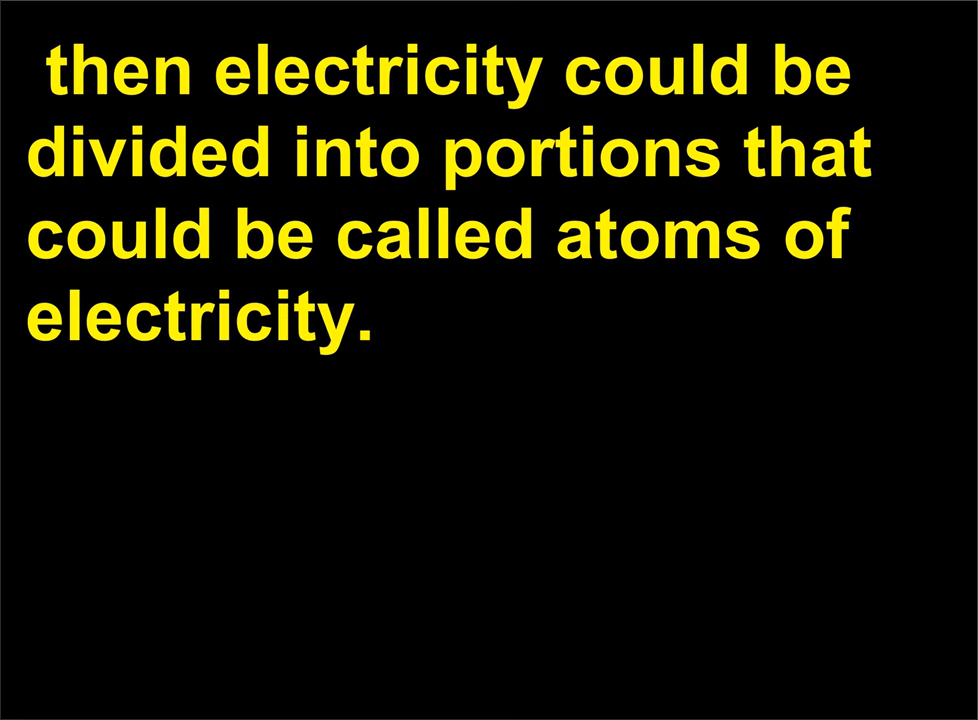 then electricity could be
divided into portions that
could be called atoms of
electricity.